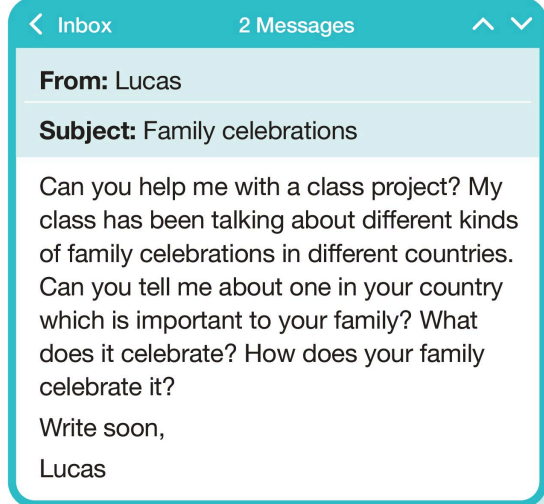 Inbox 2 Messages
From: Lucas
Subject: Family celebrations
Can you help me with a class project? My
class has been talking about different kinds
of family celebrations in different countries.
Can you tell me about one in your country
which is important to your family? What
does it celebrate? How does your family
celebrate it?
Write soon,
Lucas